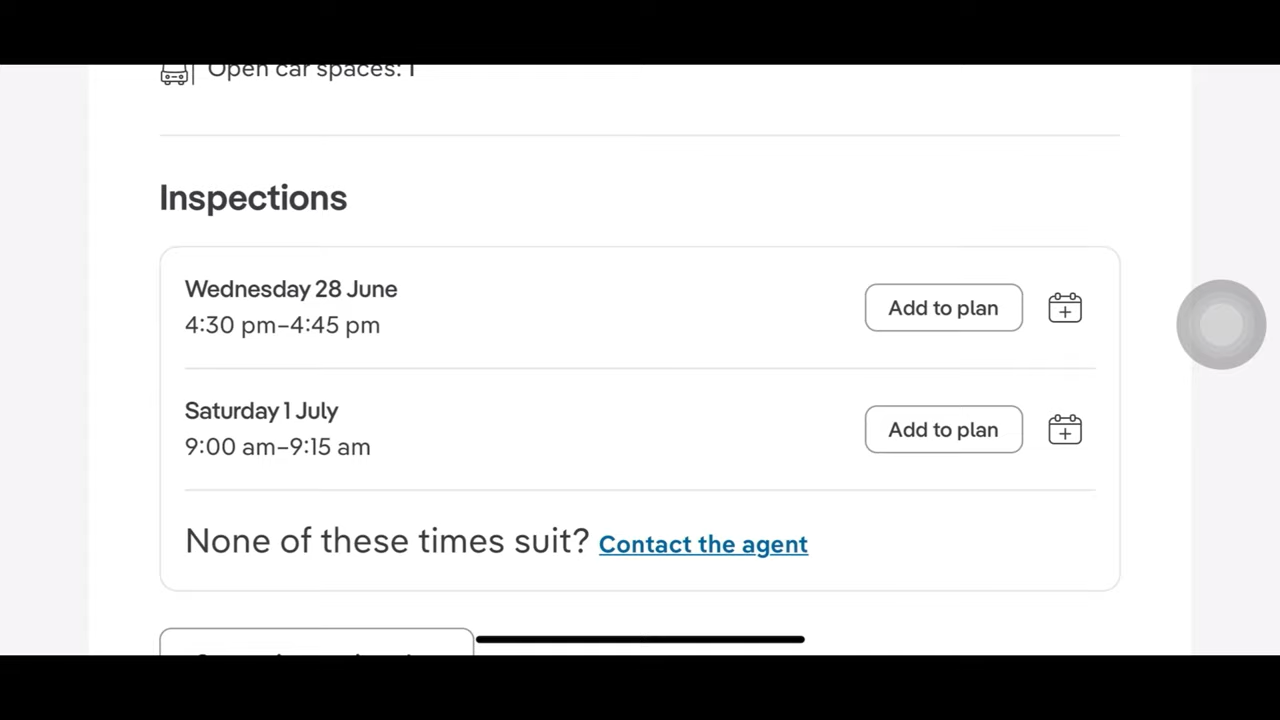 Open car spaces: 1
Inspections
Wednesday 28 June
4:30 pm–4:45 pm
Add to plan
Saturday 1 July
9:00 am–9:15 am
Add to plan
None of these times suit? Contact the agent